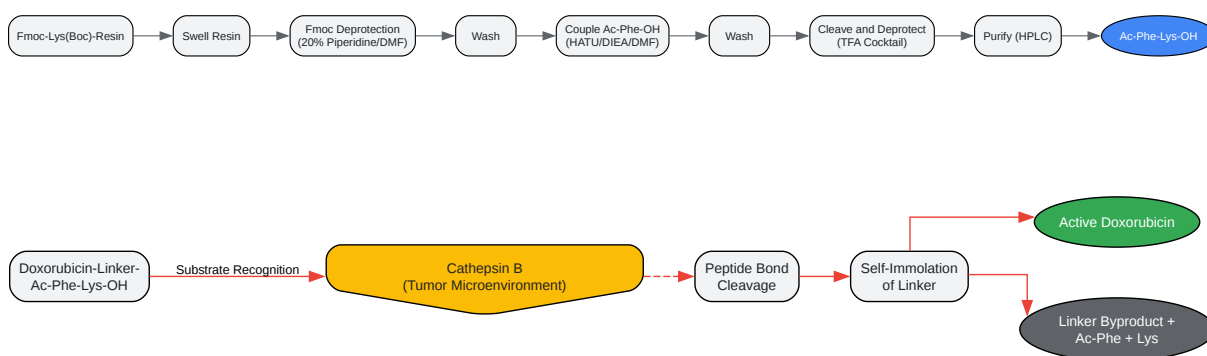 Fmoc-Lys(Boc)-Resin
Swell Resin
Fmoc Deprotection
(20% Piperidine/DMF)
Wash
Couple Ac-Phe-OH
(HATU/DIEA/DMF)
Wash
Cleave and Deprotect
(TFA Cocktail)
Purify (HPLC)
Ac-Phe-Lys-OH
Doxorubicin-Linker-
Ac-Phe-Lys-OH
Substrate Recognition
Cathepsin B
(Tumor Microenvironment)
Peptide Bond
Cleavage
Self-Immolation
of Linker
Active Doxorubicin
Linker Byproduct +
Ac-Phe + Lys